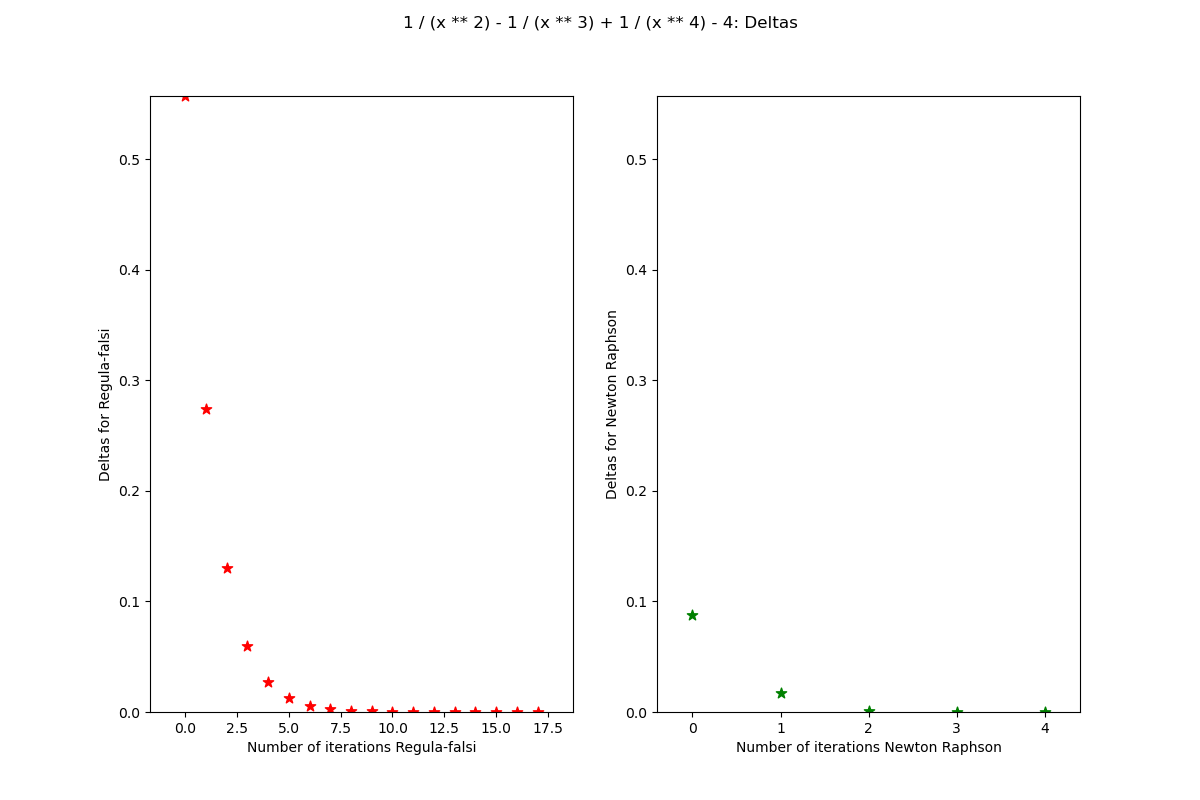 1 / (x ** 2) - 1 / (x ** 3) + 1 / (x ** 4) - 4: Deltas
Deltas for Regula-falsi
0.5
0.4
0.3
0.2
0.1
0.0
0.0 2.5 5.0 7.5 10.0 12.5 15.0 17.5
Number of iterations Regula-falsi
Deltas for Newton Raphson
0.5
0.4
0.3
0.2
0.1
0.0
0 1 2 3 4
Number of iterations Newton Raphson